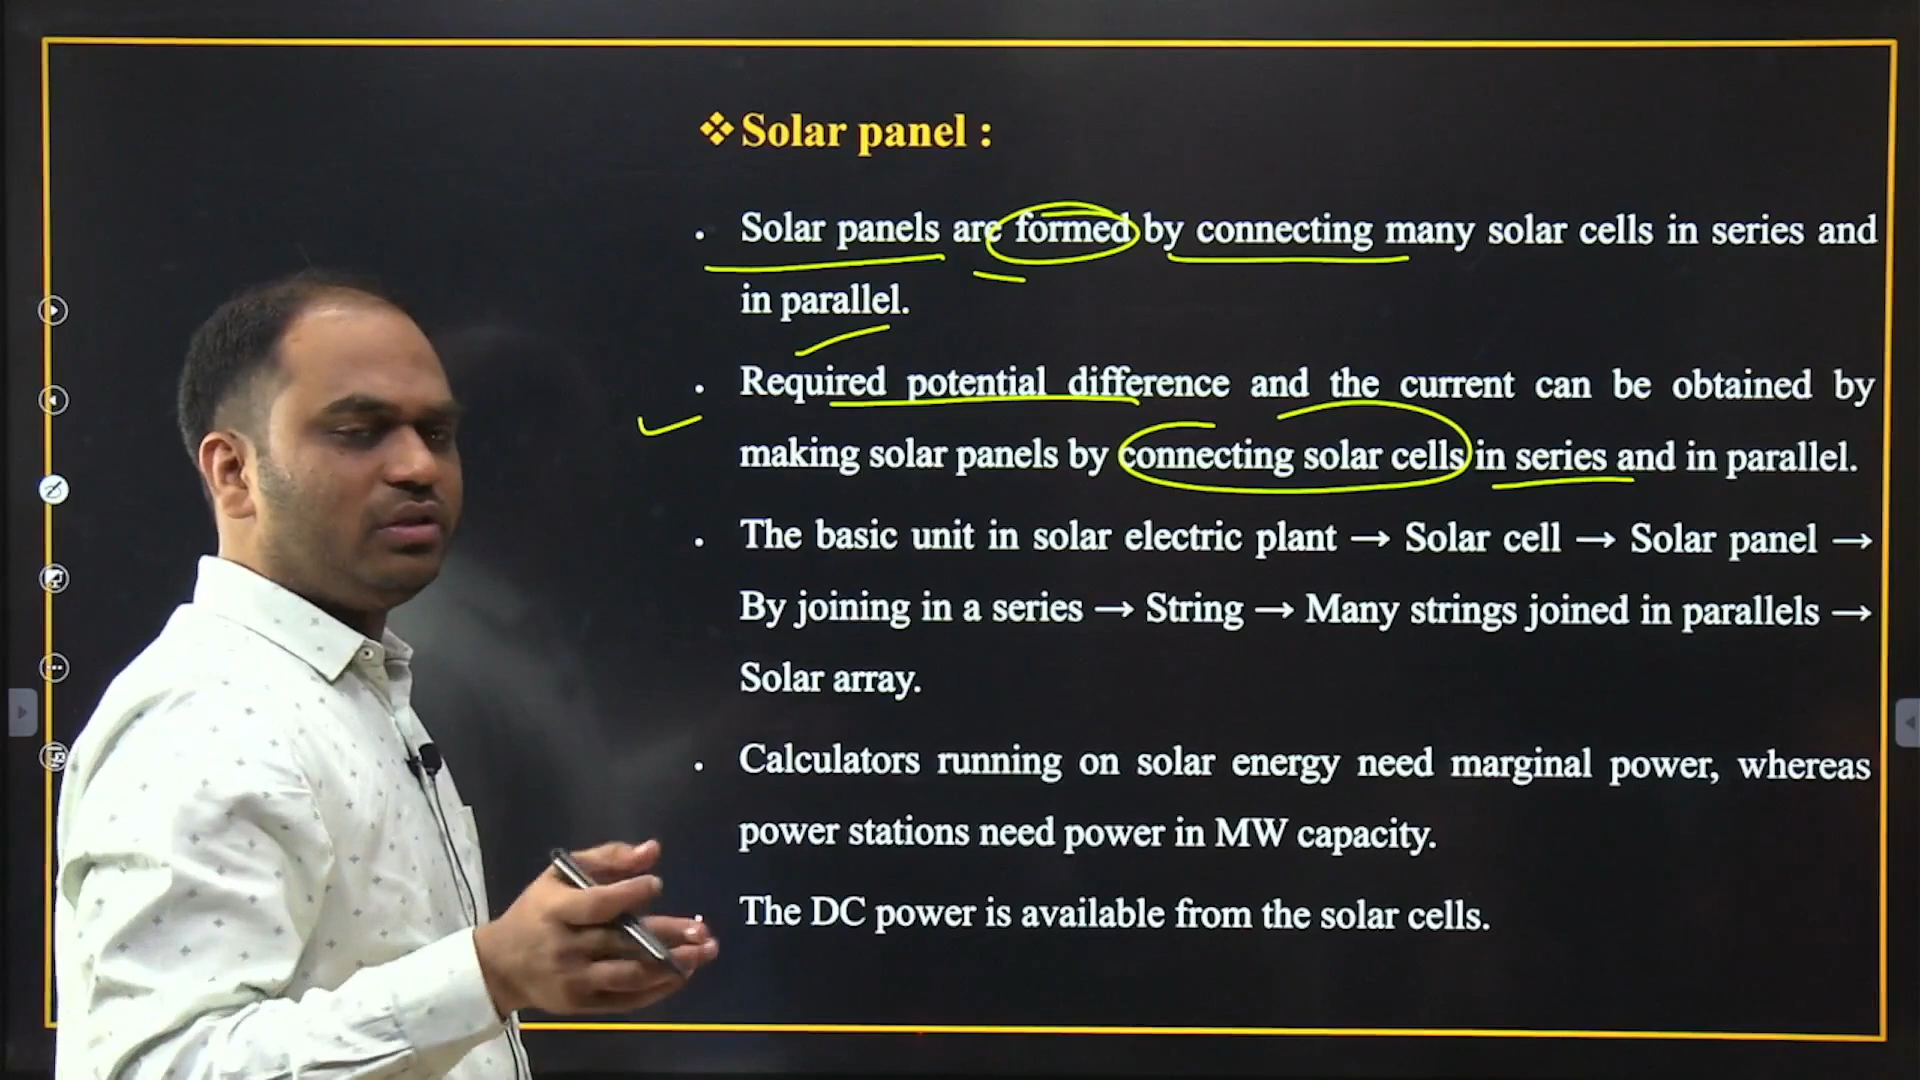 ❖ Solar panel :
. Solar panels are formed by connecting many solar cells in series and
in parallel.
. Required potential difference and the current can be obtained by
making solar panels by connecting solar cells in series and in parallel.
. The basic unit in solar electric plant → Solar cell → Solar panel →
By joining in a series → String → Many strings joined in parallels →
Solar array.
. Calculators running on solar energy need marginal power, whereas
power stations need power in MW capacity.
. The DC power is available from the solar cells.